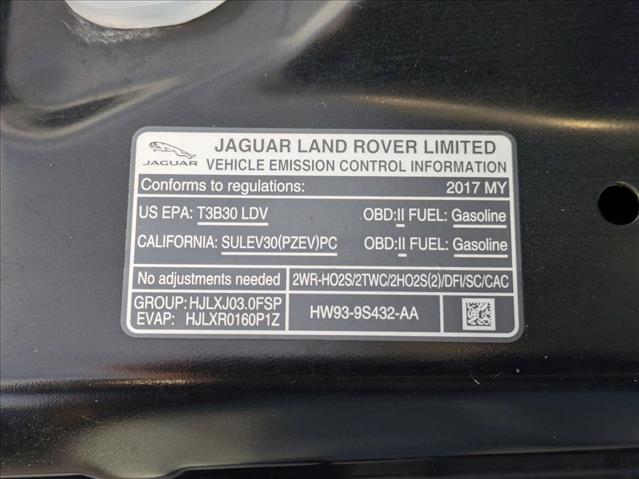 JAGUAR
JAGUAR LAND ROVER LIMITED
VEHICLE EMISSION CONTROL INFORMATION
Conforms to regulations: 2017 MY
US EPA: T3B30 LDV OBD:II FUEL: Gasoline
CALIFORNIA: SULEV30(PZEV)PC OBD:II FUEL: Gasoline
No adjustments needed 2WR-HO2S/2TWC/2HO2S(2)/DFI/SC/CAC
GROUP: HJLXJ03.0FSP
EVAP: HJLXR0160P1Z
HW93-9S432-AA